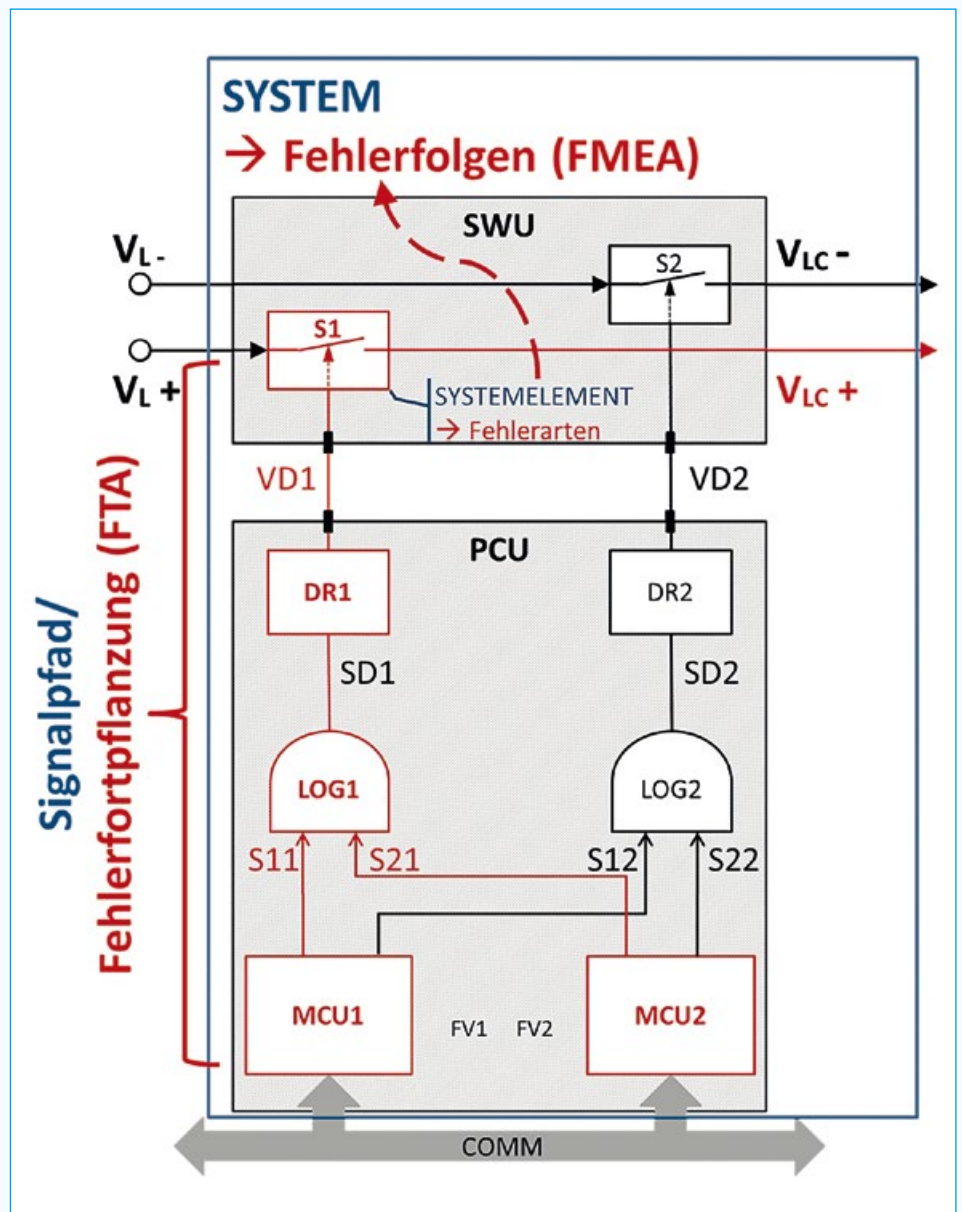 SYSTEM
→ Fehlerfolgen (FMEA)
SWU
VL -
S2
VLC -
S1
VL +
SYSTEMELEMENT
→ Fehlerarten
VLC +
VD1
VD2
PCU
DR1
DR2
SD1
SD2
LOG1
LOG2
S11
S21
S12
S22
MCU1
FV1
FV2
MCU2
COMM
Signalpfad/
Fehlerfortpflanzung (FTA)